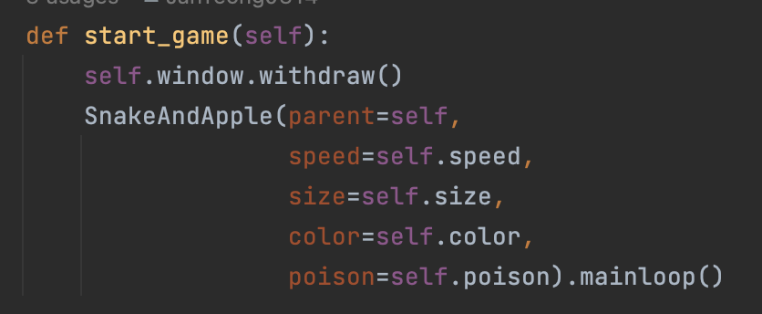 def start_game(self):
    self.window.withdraw()
    SnakeAndApple(parent=self,
                  speed=self.speed,
                  size=self.size,
                  color=self.color,
                  poison=self.poison).mainloop()